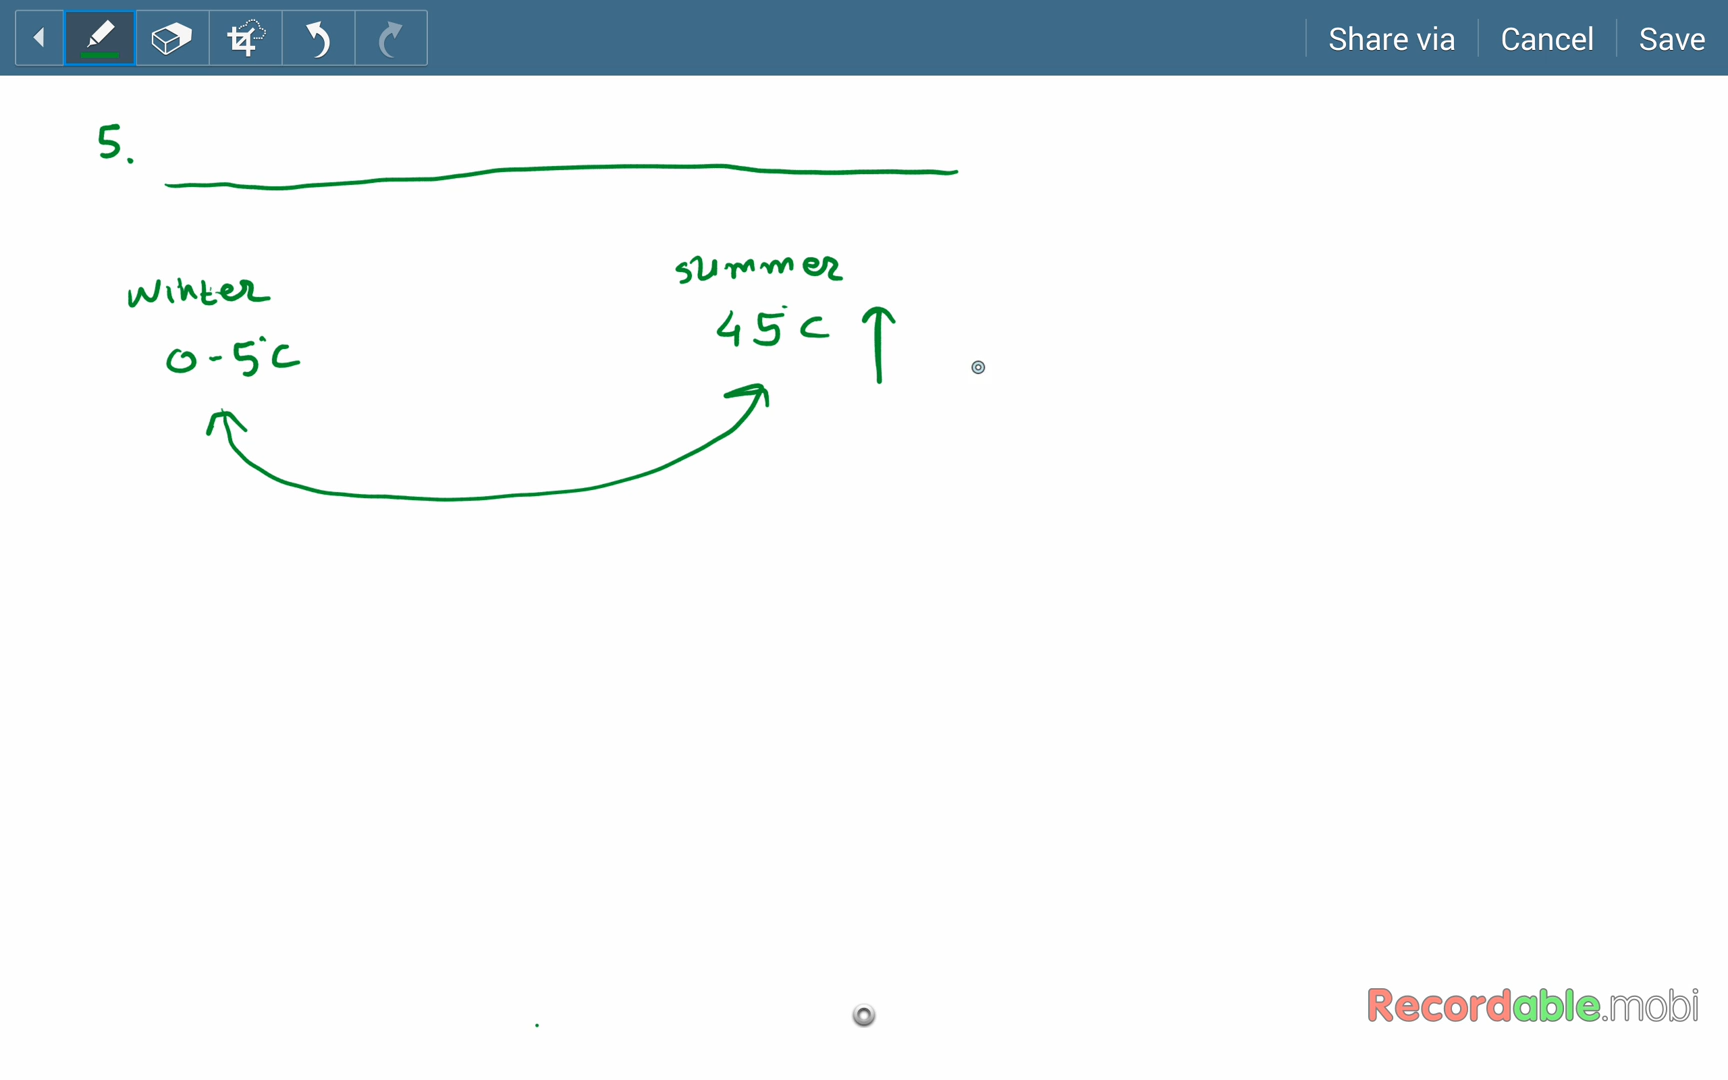 Share via Cancel Save
5.
winter
0-5°C
summer
45°C
Recordable.mobi